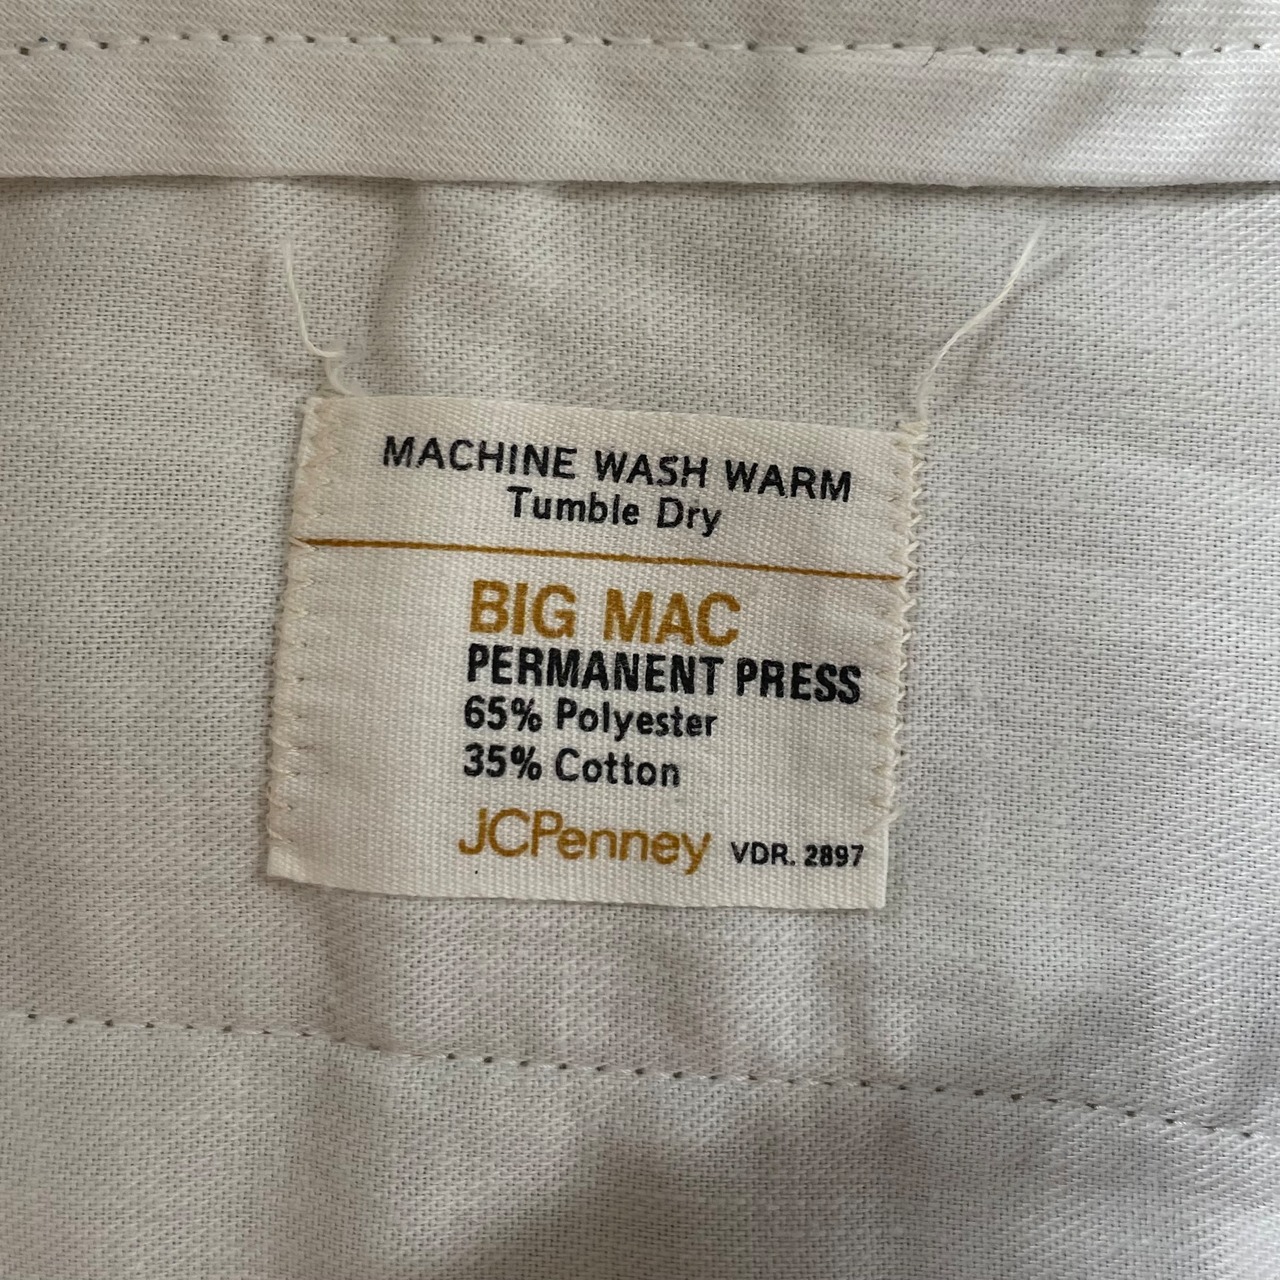 MACHINE WASH WARM
Tumble Dry
BIG MAC
PERMANENT PRESS
65% Polyester
35% Cotton
JCPenney VDR. 2897